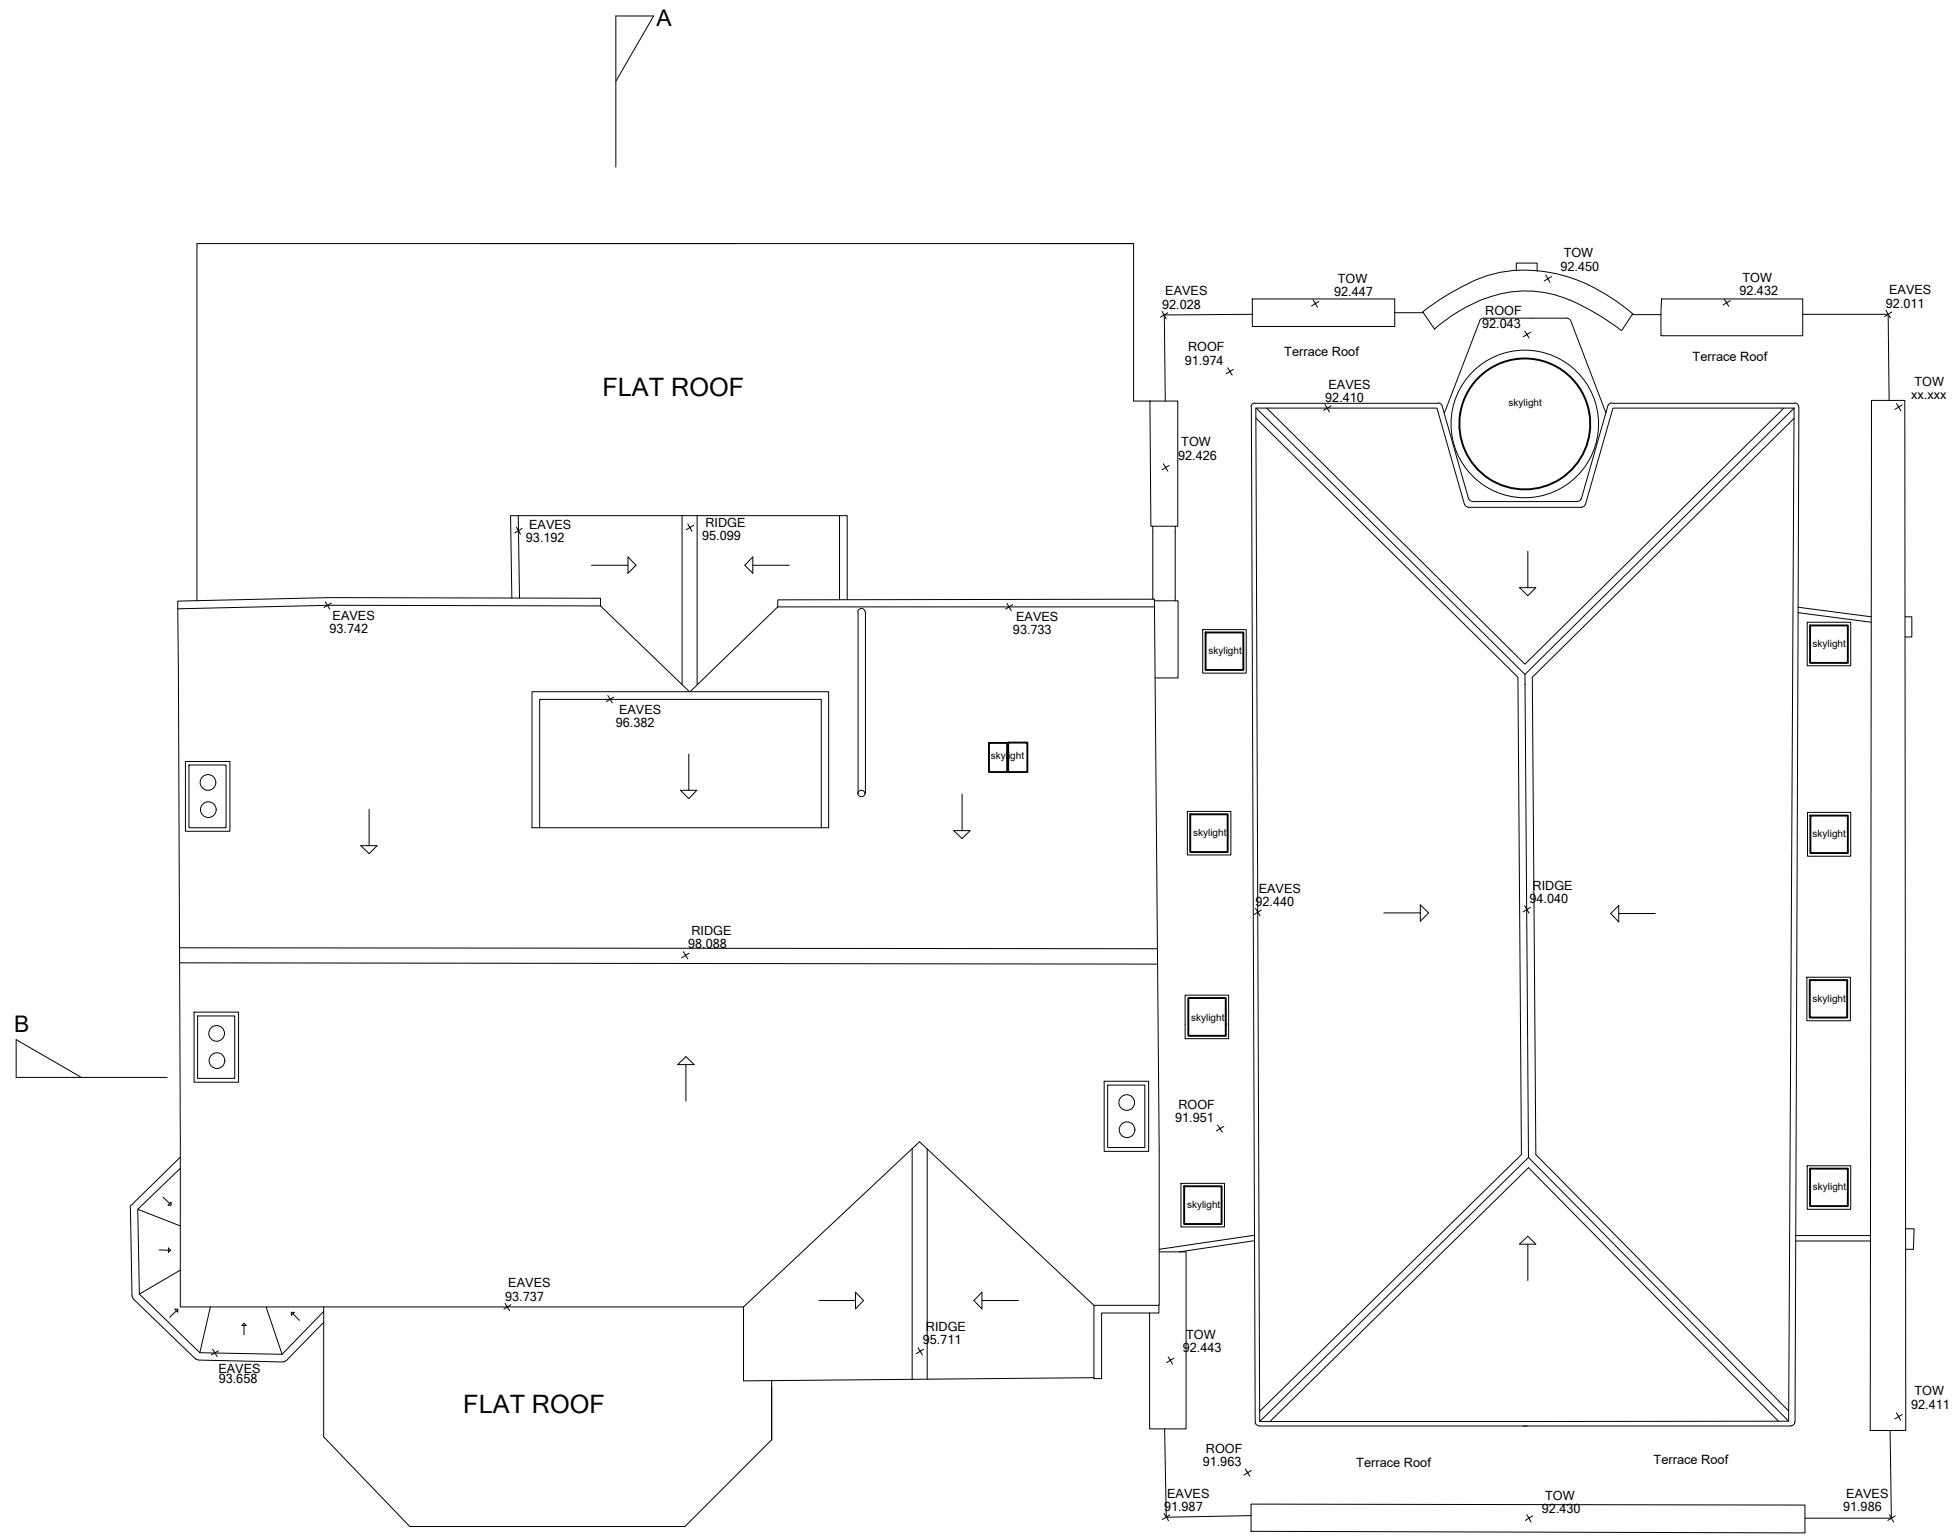 A
TOW
92.450
TOW
92.447
TOW
92.432
EAVES
92.028
EAVES
92.011
ROOF
92.043
ROOF
91.974
Terrace Roof
Terrace Roof
FLAT ROOF
EAVES
92.410
skylight
TOW
xx.xxx
TOW
92.426
EAVES
93.192
RIDGE
95.099
EAVES
93.742
EAVES
93.733
skylight
skylight
EAVES
96.382
skylight
skylight
skylight
EAVES
92.440
RIDGE
94.040
RIDGE
98.088
skylight
skylight
B
ROOF
91.951
skylight
skylight
EAVES
93.737
RIDGE
95.711
TOW
92.443
EAVES
93.658
FLAT ROOF
TOW
92.411
ROOF
91.963
Terrace Roof
Terrace Roof
EAVES
91.987
TOW
92.430
EAVES
91.986